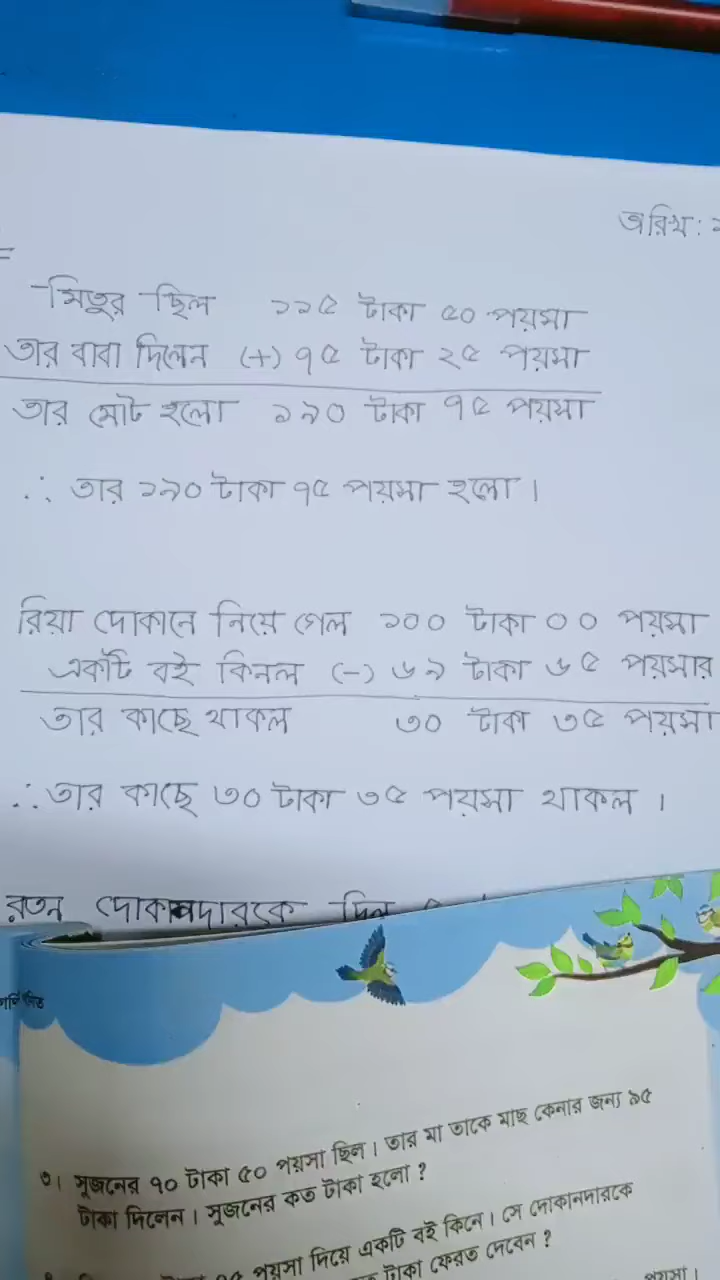 তারিখ:
মিতুর ছিল ১১৫ টাকা ৫০ পয়সা
তার বাবা দিলেন (+) ৭৫ টাকা ২৫ পয়সা
তার মোট হলো ১৯০ টাকা ৭৫ পয়সা
∴ তার ১৯০ টাকা ৭৫ পয়সা হলো।
রিয়া দোকানে নিয়ে গেল ১০০ টাকা ০০ পয়সা
একটি বই কিনল (-) ৬৯ টাকা ৬৫ পয়সার
তার কাছে থাকল ৩০ টাকা ৩৫ পয়সা
∴ তার কাছে ৩০ টাকা ৩৫ পয়সা থাকল।
রতন দোকানদারকে দিল
৩। সুজনের ৭০ টাকা ৫০ পয়সা ছিল। তার মা তাকে মাছ কেনার জন্য ৯৫
টাকা দিলেন। সুজনের কত টাকা হলো?
পয়সা দিয়ে একটি বই কিনে। সে দোকানদারকে
টাকা ফেরত দেবেন?
পয়সা।